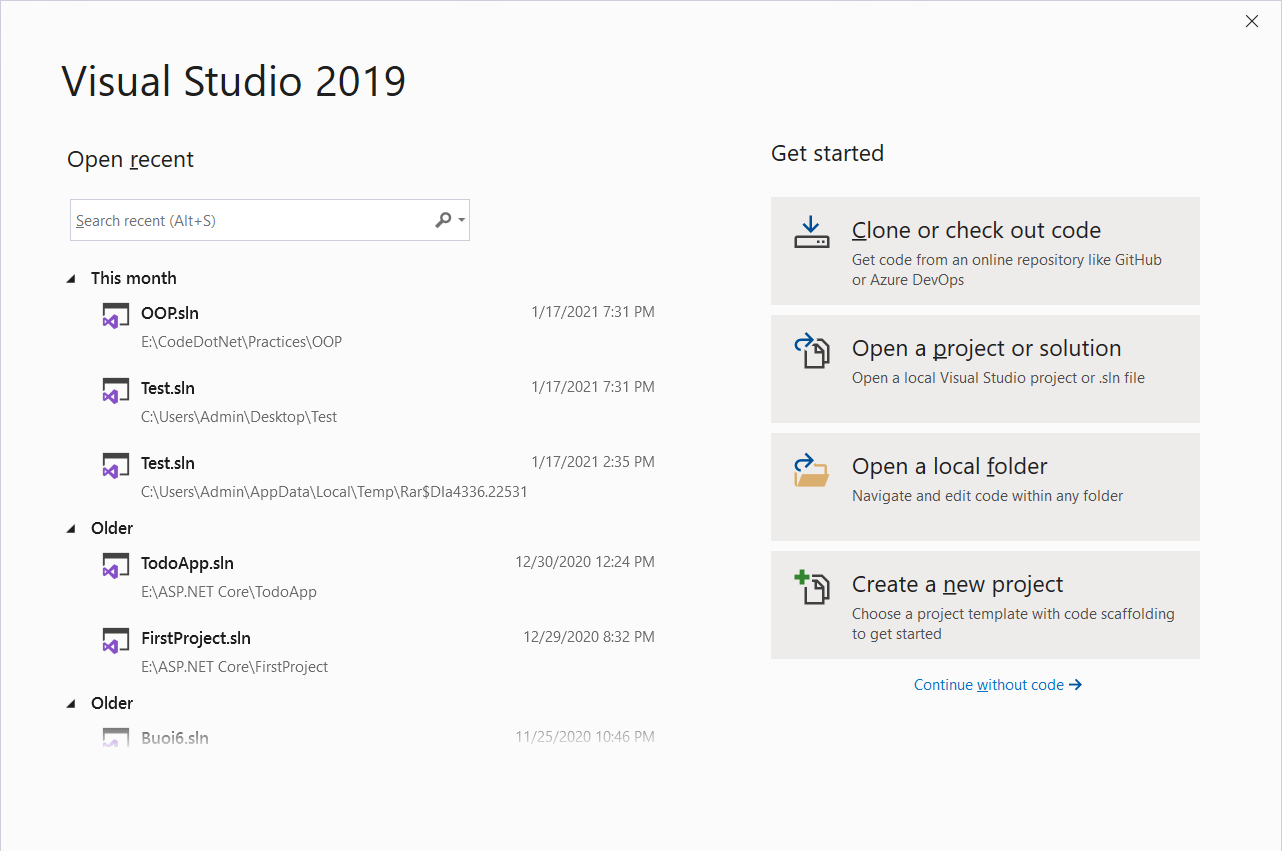 Visual Studio 2019
Open recent
Search recent (Alt+S)
This month
OOP.sln 1/17/2021 7:31 PM
E:\CodeDotNet\Practices\OOP
Test.sln 1/17/2021 7:31 PM
C:\Users\Admin\Desktop\Test
Test.sln 1/17/2021 2:35 PM
C:\Users\Admin\AppData\Local\Temp\Rar$DIa4336.22531
Older
TodoApp.sln 12/30/2020 12:24 PM
E:\ASP.NET Core\TodoApp
FirstProject.sln 12/29/2020 8:32 PM
E:\ASP.NET Core\FirstProject
Older
Buoi6.sln 11/25/2020 10:46 PM
Get started
Clone or check out code
Get code from an online repository like GitHub
or Azure DevOps
Open a project or solution
Open a local Visual Studio project or .sln file
Open a local folder
Navigate and edit code within any folder
Create a new project
Choose a project template with code scaffolding
to get started
Continue without code →